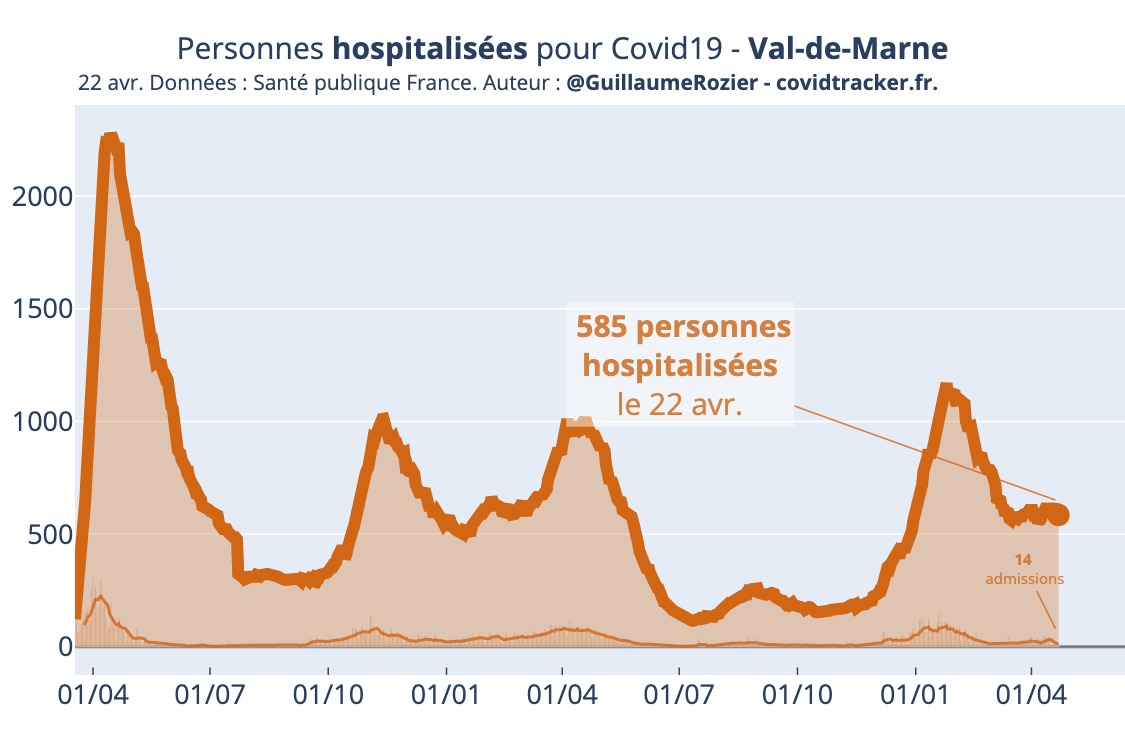 Personnes hospitalisées pour Covid19 - Val-de-Marne
22 avr. Données : Santé publique France. Auteur : @GuillaumeRozier - covidtracker.fr.
2000
1500
585 personnes
hospitalisées
le 22 avr.
1000
500
14
admissions
0
01/04 01/07 01/10 01/01 01/04 01/07 01/10 01/01 01/04